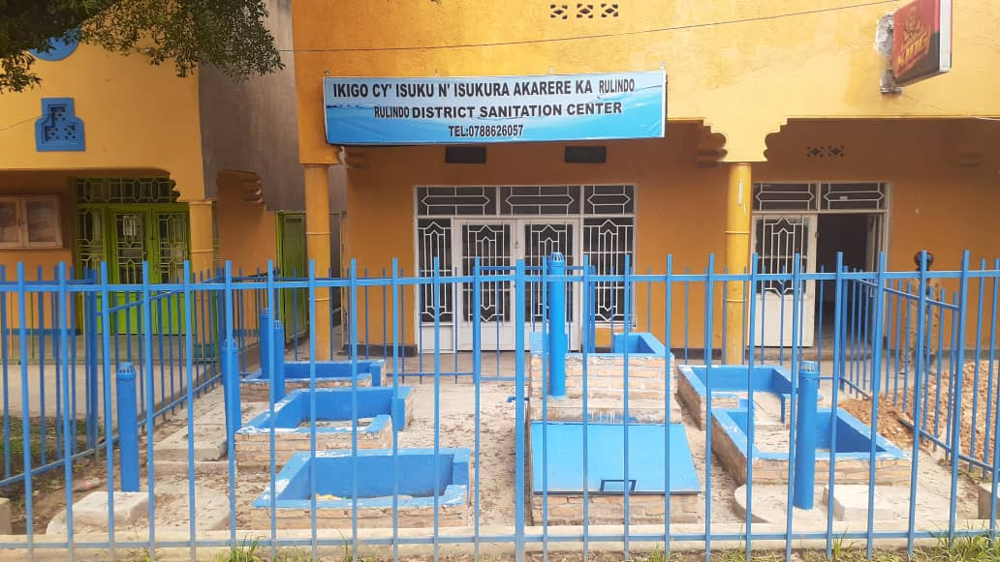 IKIGO CY' ISUKU N' ISUKURA AKARERE KA RULINDO
RULINDO DISTRICT SANITATION CENTER
TEL:0788626057